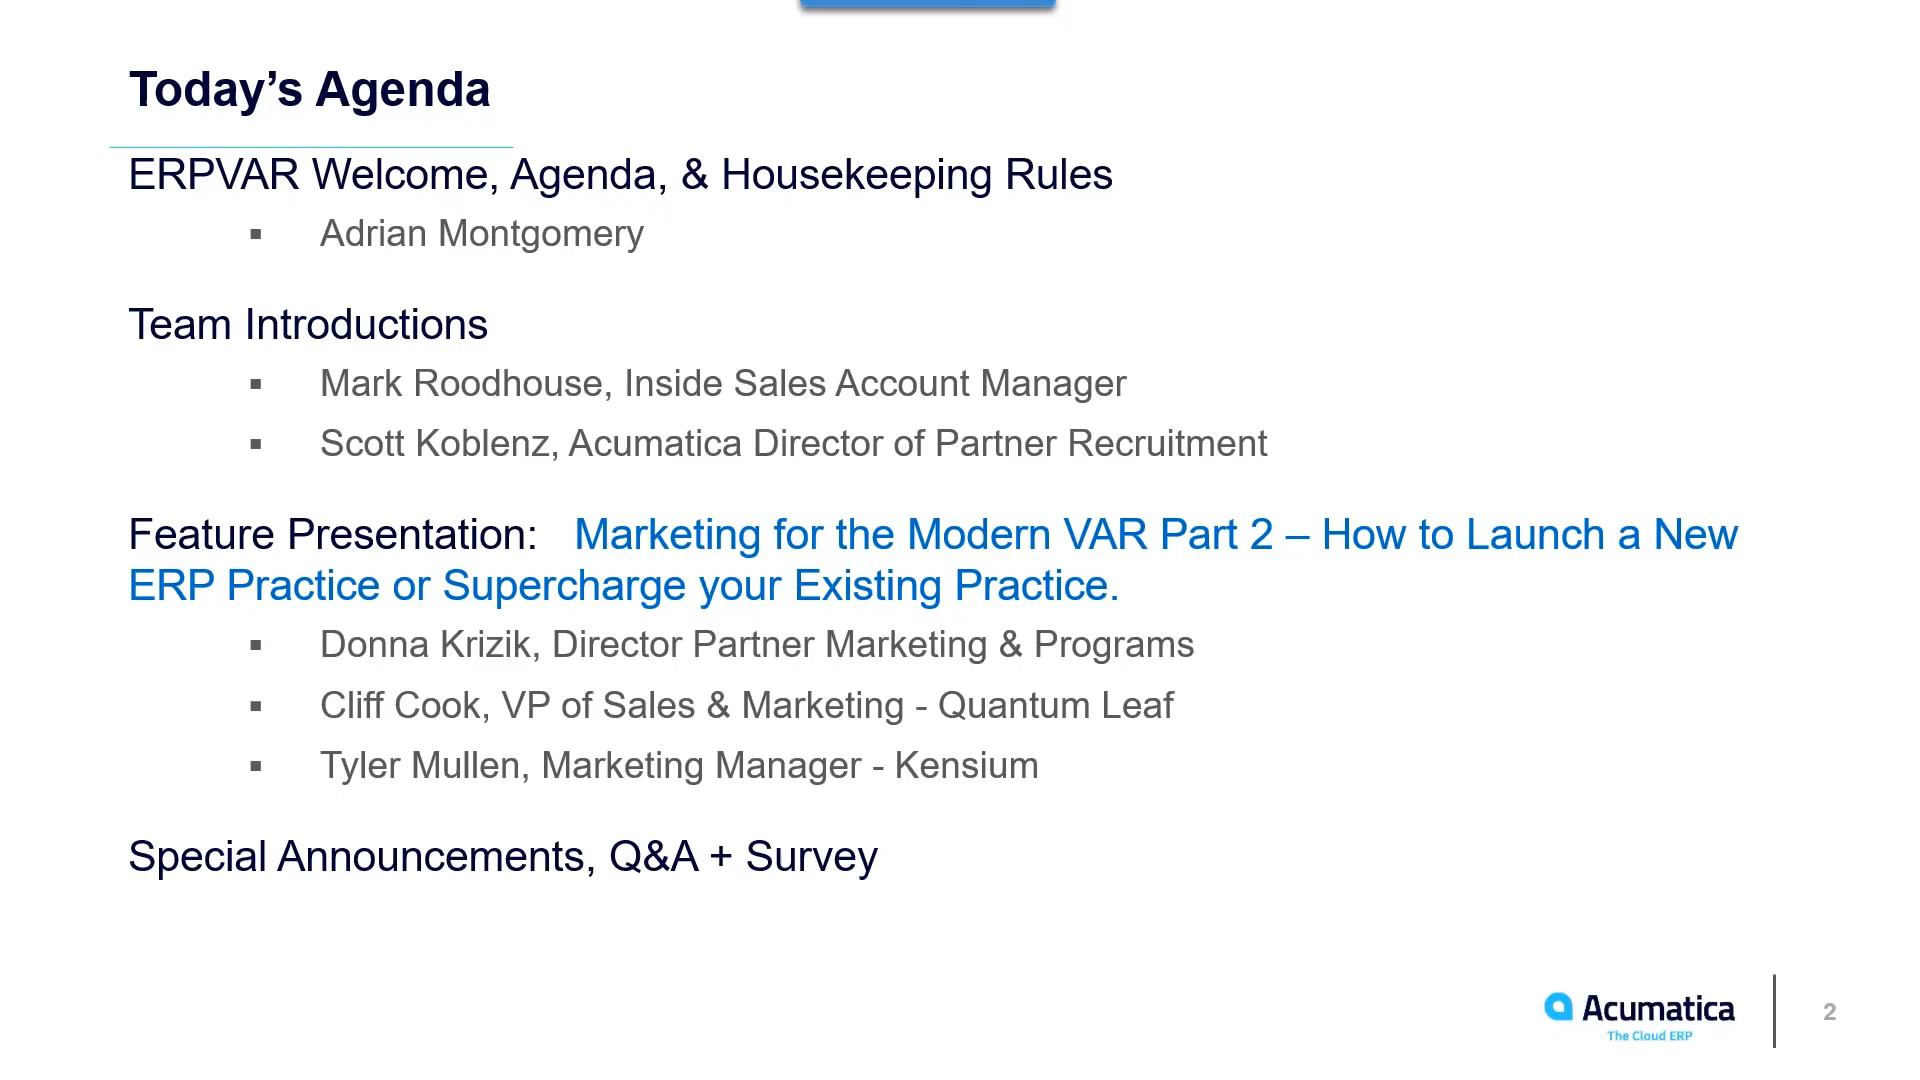 Today’s Agenda
ERPVAR Welcome, Agenda, & Housekeeping Rules
▪ Adrian Montgomery
Team Introductions
▪ Mark Roodhouse, Inside Sales Account Manager
▪ Scott Koblenz, Acumatica Director of Partner Recruitment
Feature Presentation: Marketing for the Modern VAR Part 2 – How to Launch a New
ERP Practice or Supercharge your Existing Practice.
▪ Donna Krizik, Director Partner Marketing & Programs
▪ Cliff Cook, VP of Sales & Marketing - Quantum Leaf
▪ Tyler Mullen, Marketing Manager - Kensium
Special Announcements, Q&A + Survey
Acumatica
The Cloud ERP
2